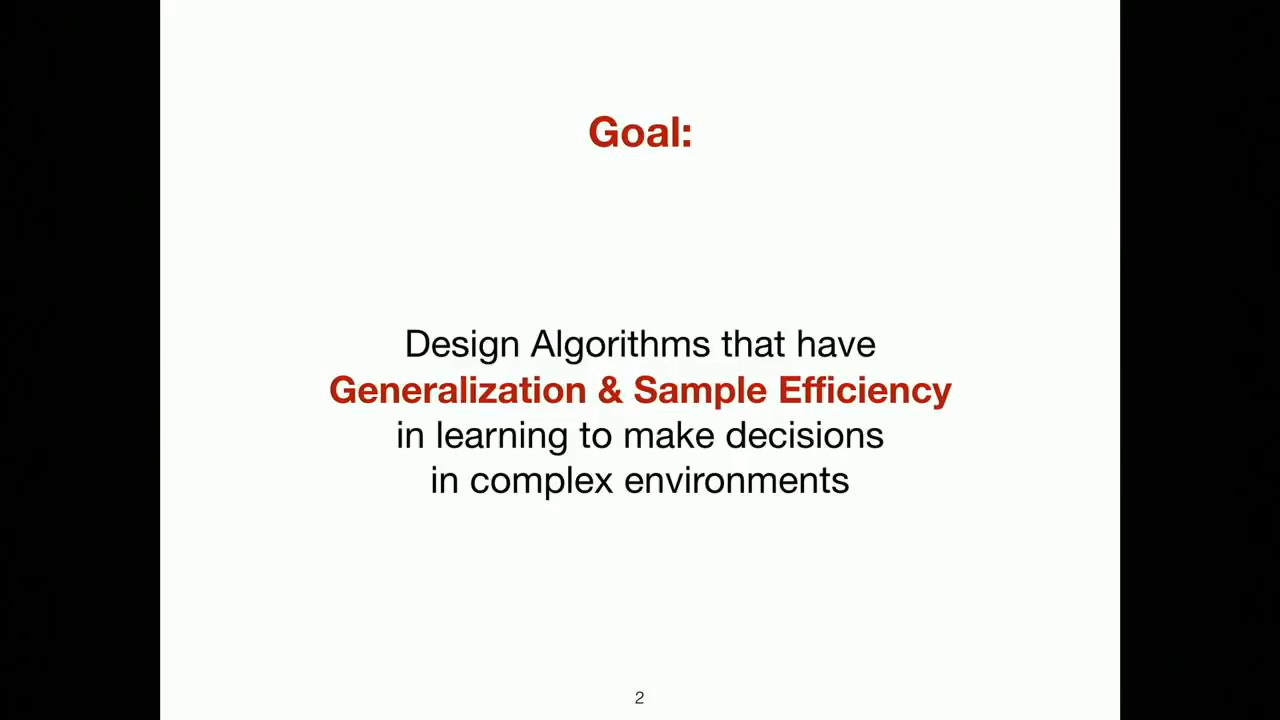 Goal:
Design Algorithms that have
Generalization & Sample Efficiency
in learning to make decisions
in complex environments
2